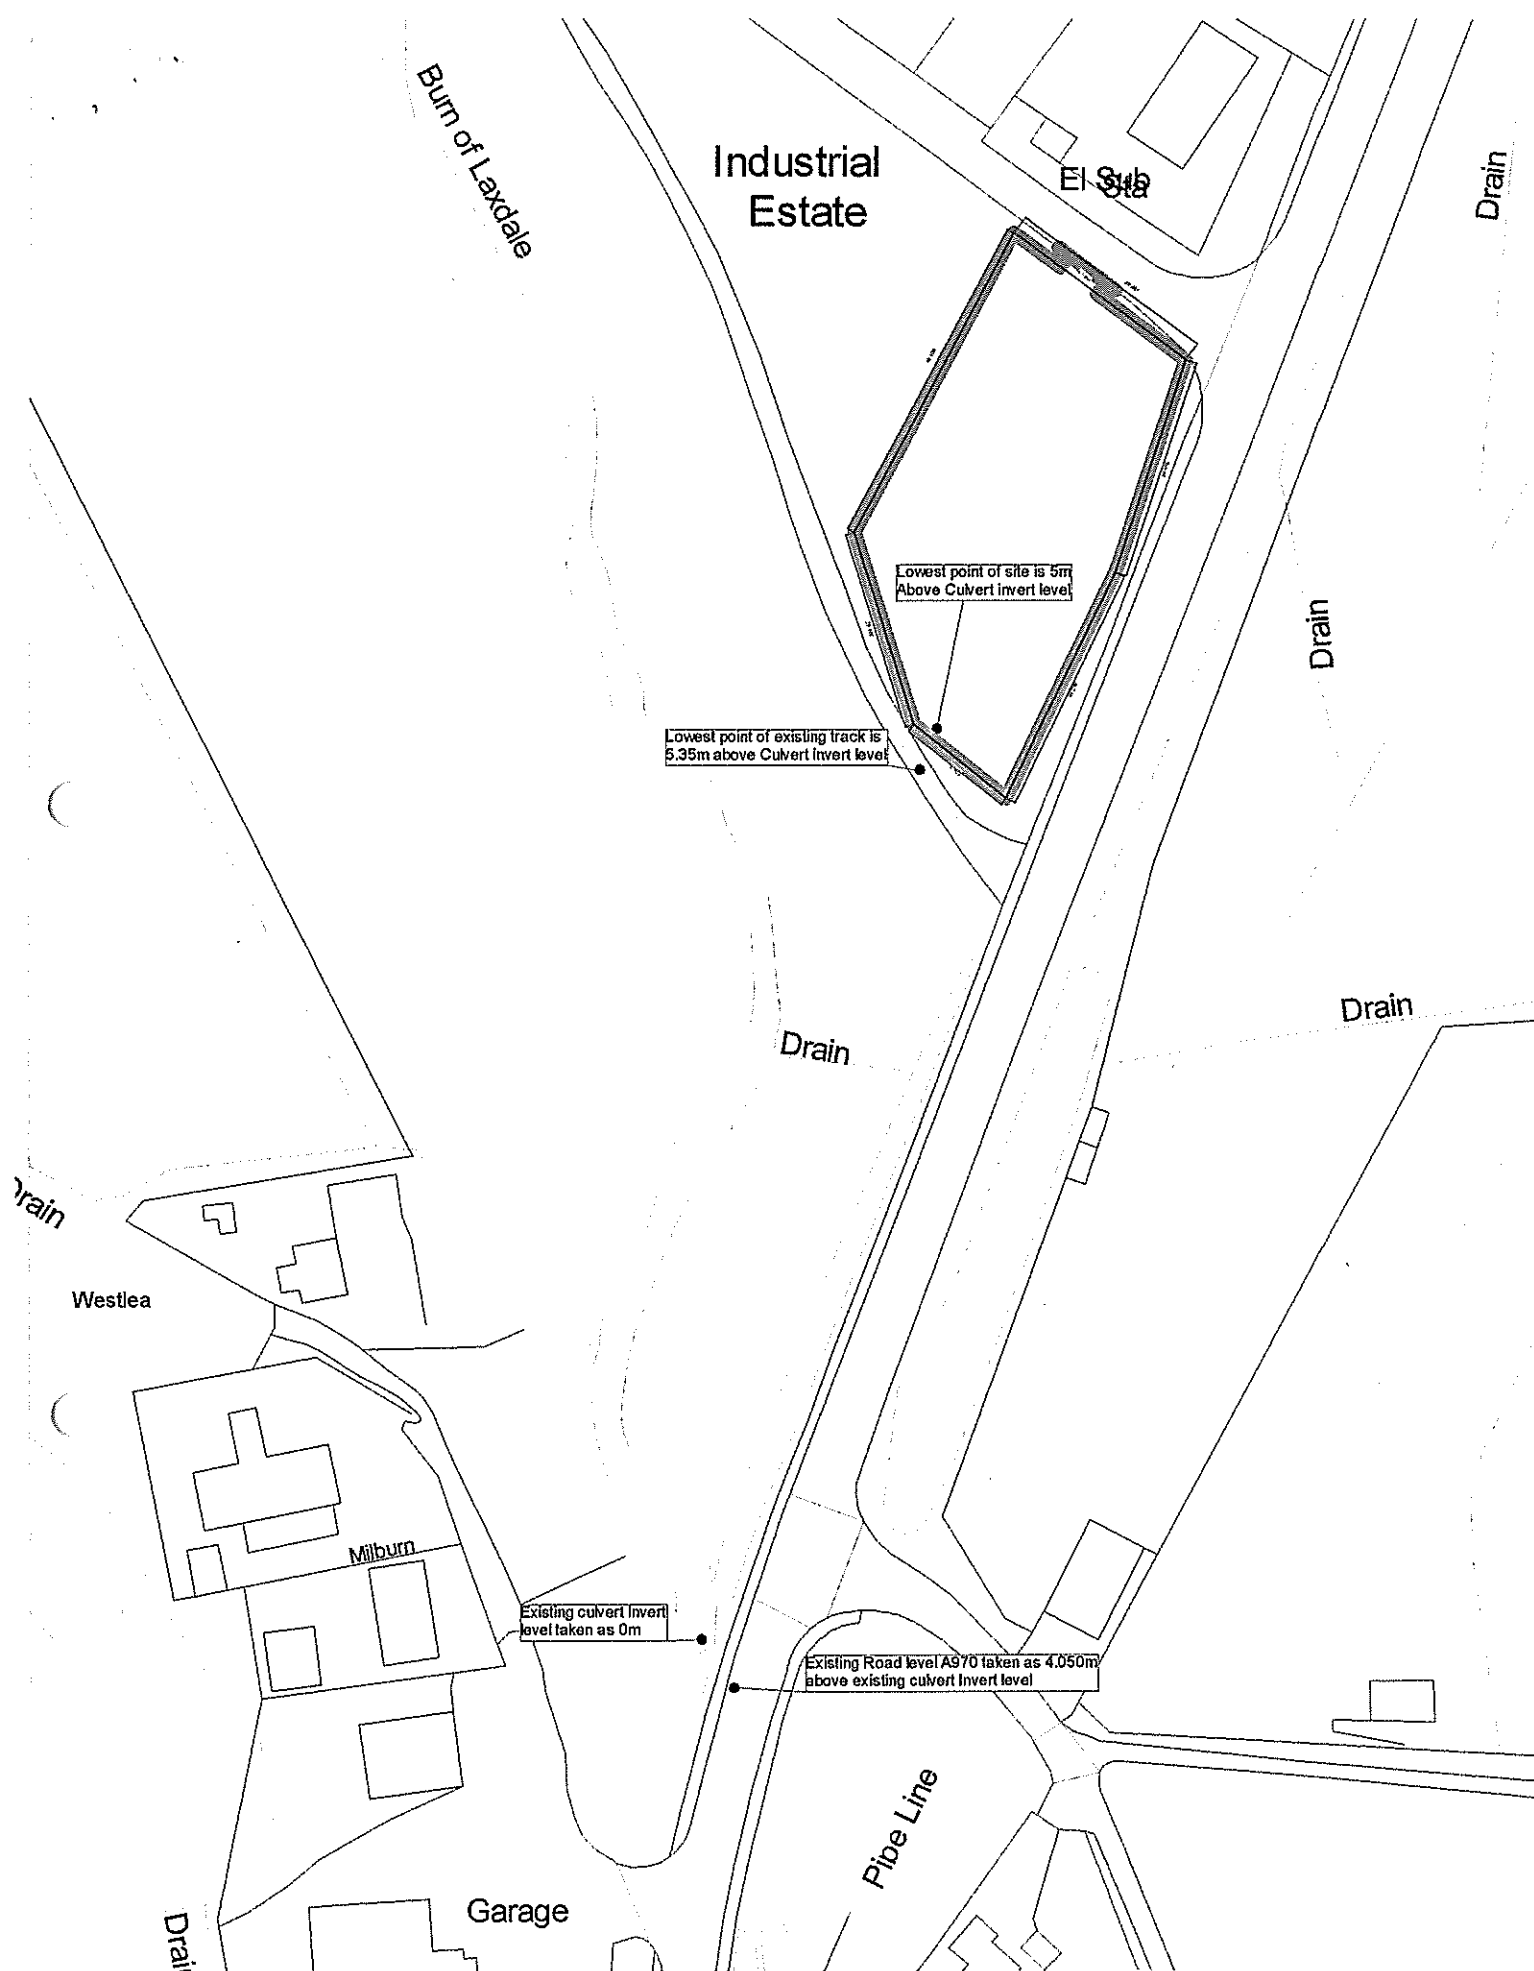 Burn of Laxdale
Industrial
Estate
El Sub
Sta
Drain
Lowest point of site is 5m
Above Culvert invert level
Drain
Lowest point of existing track is
5.35m above Culvert invert level
Drain
Drain
Drain
Westlea
Milburn
Existing culvert Invert
level taken as 0m
Existing Road level A970 taken as 4.050m
above existing culvert Invert level
Pipe Line
Garage
Drain